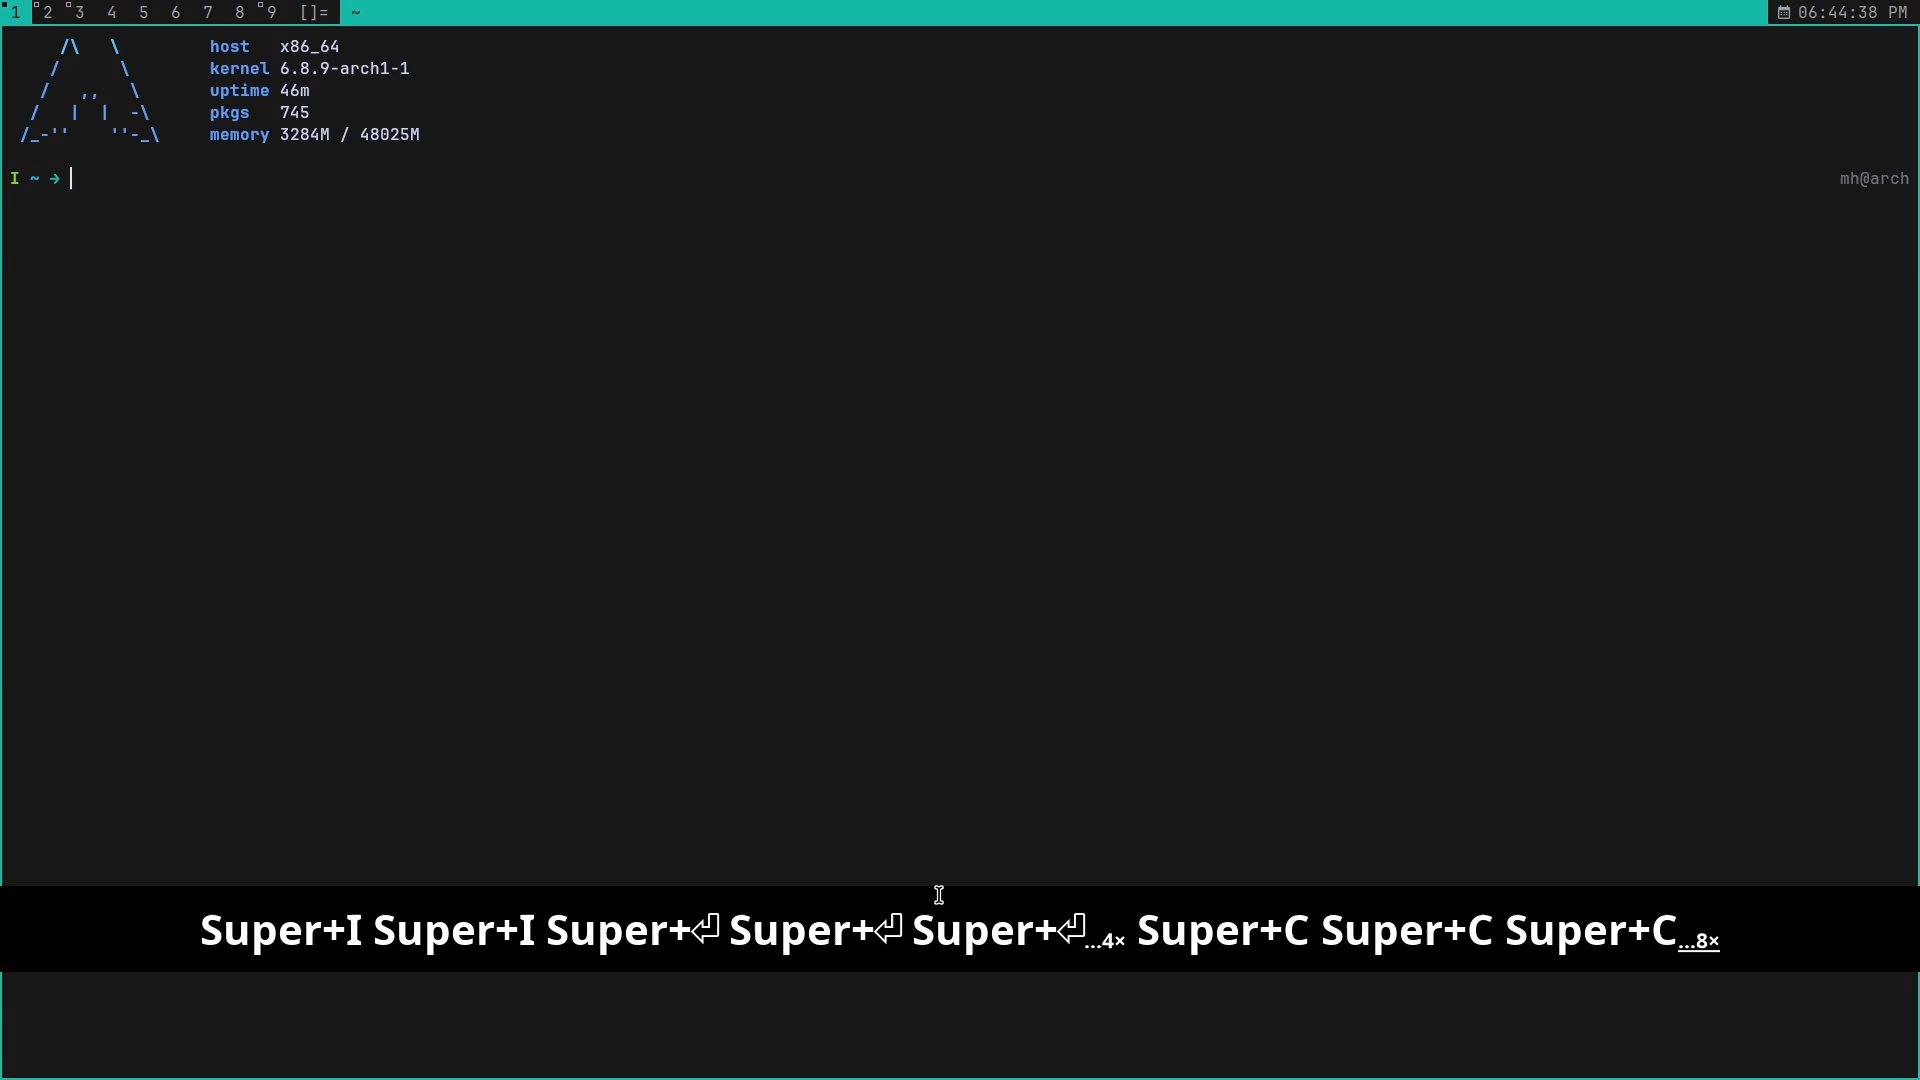 1 2 3 4 5 6 7 8 9 []= ~ 06:44:38 PM
/\   \ host x86_64
/      \ kernel 6.8.9-arch1-1
/   ,,   \ uptime 46m
/   |  |  -\ pkgs 745
/_-''    ''-_\ memory 3284M / 48025M
I ~ → mh@arch
Super+I Super+I Super+⏎ Super+⏎ Super+⏎...4× Super+C Super+C Super+C...8×